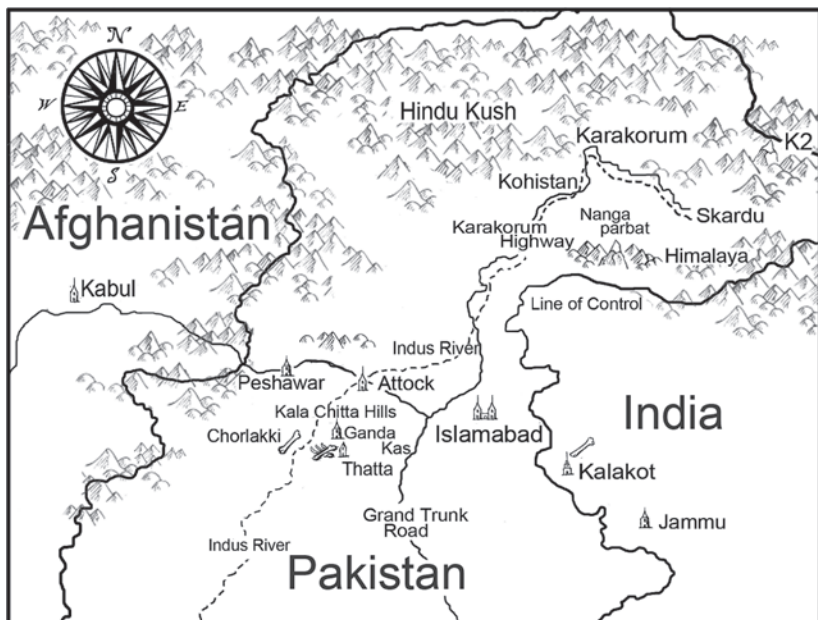 N
W
E
S
Hindu Kush
Karakorum
K2
Kohistan
Afghanistan
Nanga
parbat
Skardu
Karakorum
Highway
Himalaya
Kabul
Line of Control
Indus River
Peshawar
Attock
Kala Chitta Hills
Chorlakki
Ganda
Kas
Thatta
Islamabad
India
Kalakot
Grand Trunk
Road
Jammu
Indus River
Pakistan